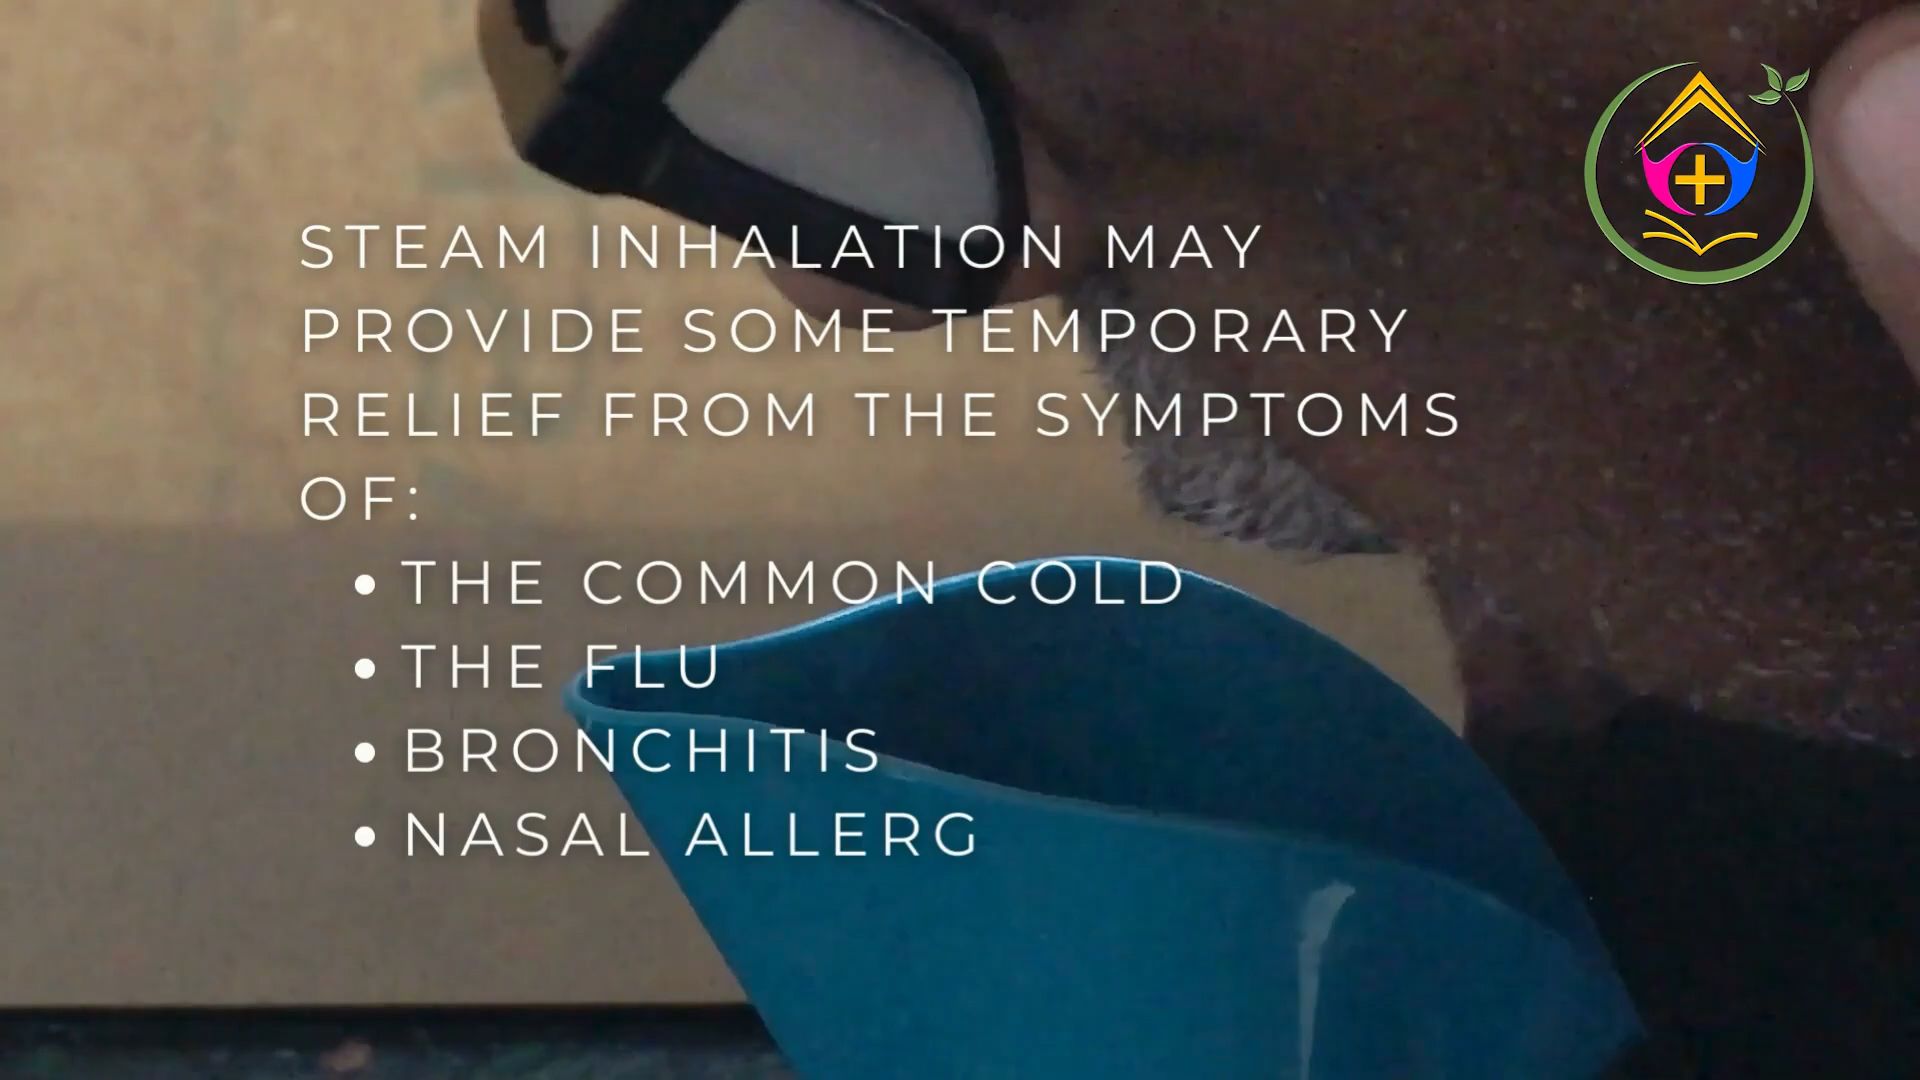 STEAM INHALATION MAY
PROVIDE SOME TEMPORARY
RELIEF FROM THE SYMPTOMS
OF:
• THE COMMON COLD
• THE FLU
• BRONCHITIS
• NASAL ALLERG